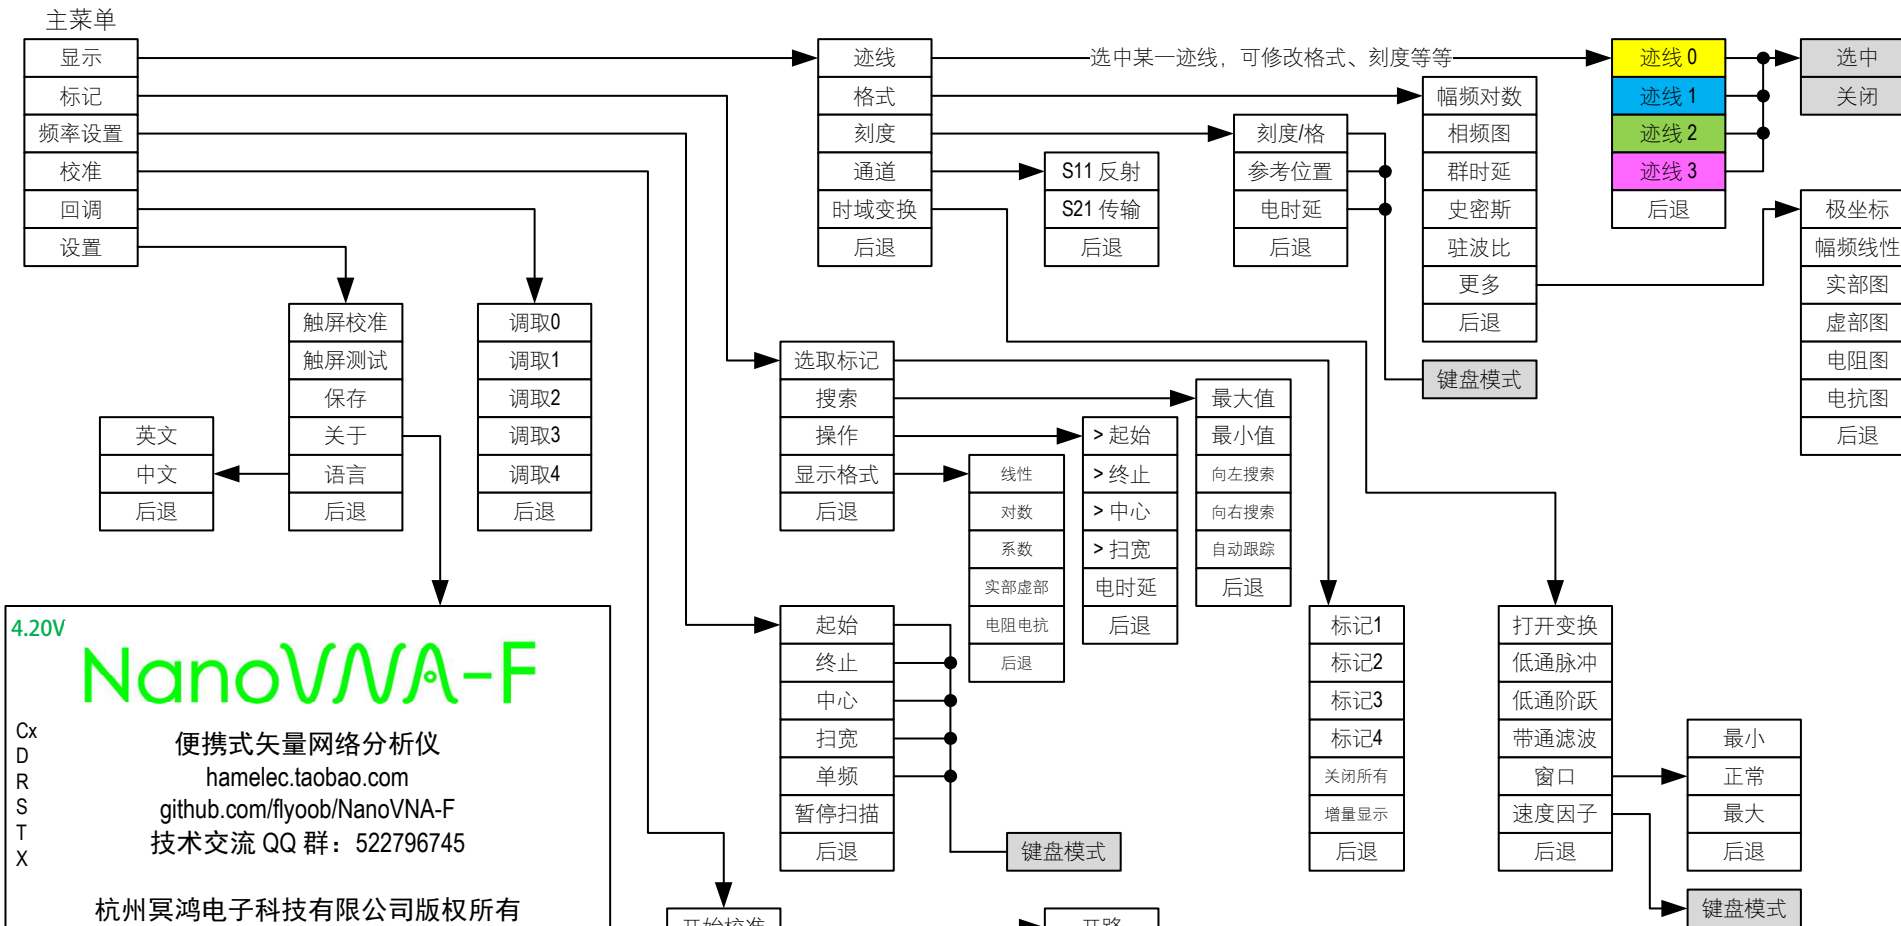 主菜单
显示
标记
频率设置
校准
回调
设置
迹线
格式
刻度
通道
时域变换
后退
选中某一迹线，可修改格式、刻度等等
迹线 0
迹线 1
迹线 2
迹线 3
后退
选中
关闭
幅频对数
相频图
群时延
史密斯
驻波比
更多
后退
刻度/格
参考位置
电时延
后退
S11 反射
S21 传输
后退
极坐标
幅频线性
实部图
虚部图
电阻图
电抗图
后退
键盘模式
触屏校准
触屏测试
保存
关于
语言
后退
调取0
调取1
调取2
调取3
调取4
后退
英文
中文
后退
选取标记
搜索
操作
显示格式
后退
最大值
最小值
向左搜索
向右搜索
自动跟踪
后退
> 起始
> 终止
> 中心
> 扫宽
电时延
后退
线性
对数
系数
实部虚部
电阻电抗
后退
起始
终止
中心
扫宽
单频
暂停扫描
后退
键盘模式
标记1
标记2
标记3
标记4
关闭所有
增量显示
后退
打开变换
低通脉冲
低通阶跃
带通滤波
窗口
速度因子
后退
最小
正常
最大
后退
键盘模式
4.20V
NanoVNA-F
Cx
D
R
S
T
X
便携式矢量网络分析仪
hamelec.taobao.com
github.com/flyoob/NanoVNA-F
技术交流 QQ 群：522796745
杭州冥鸿电子科技有限公司版权所有
开始校准
开路